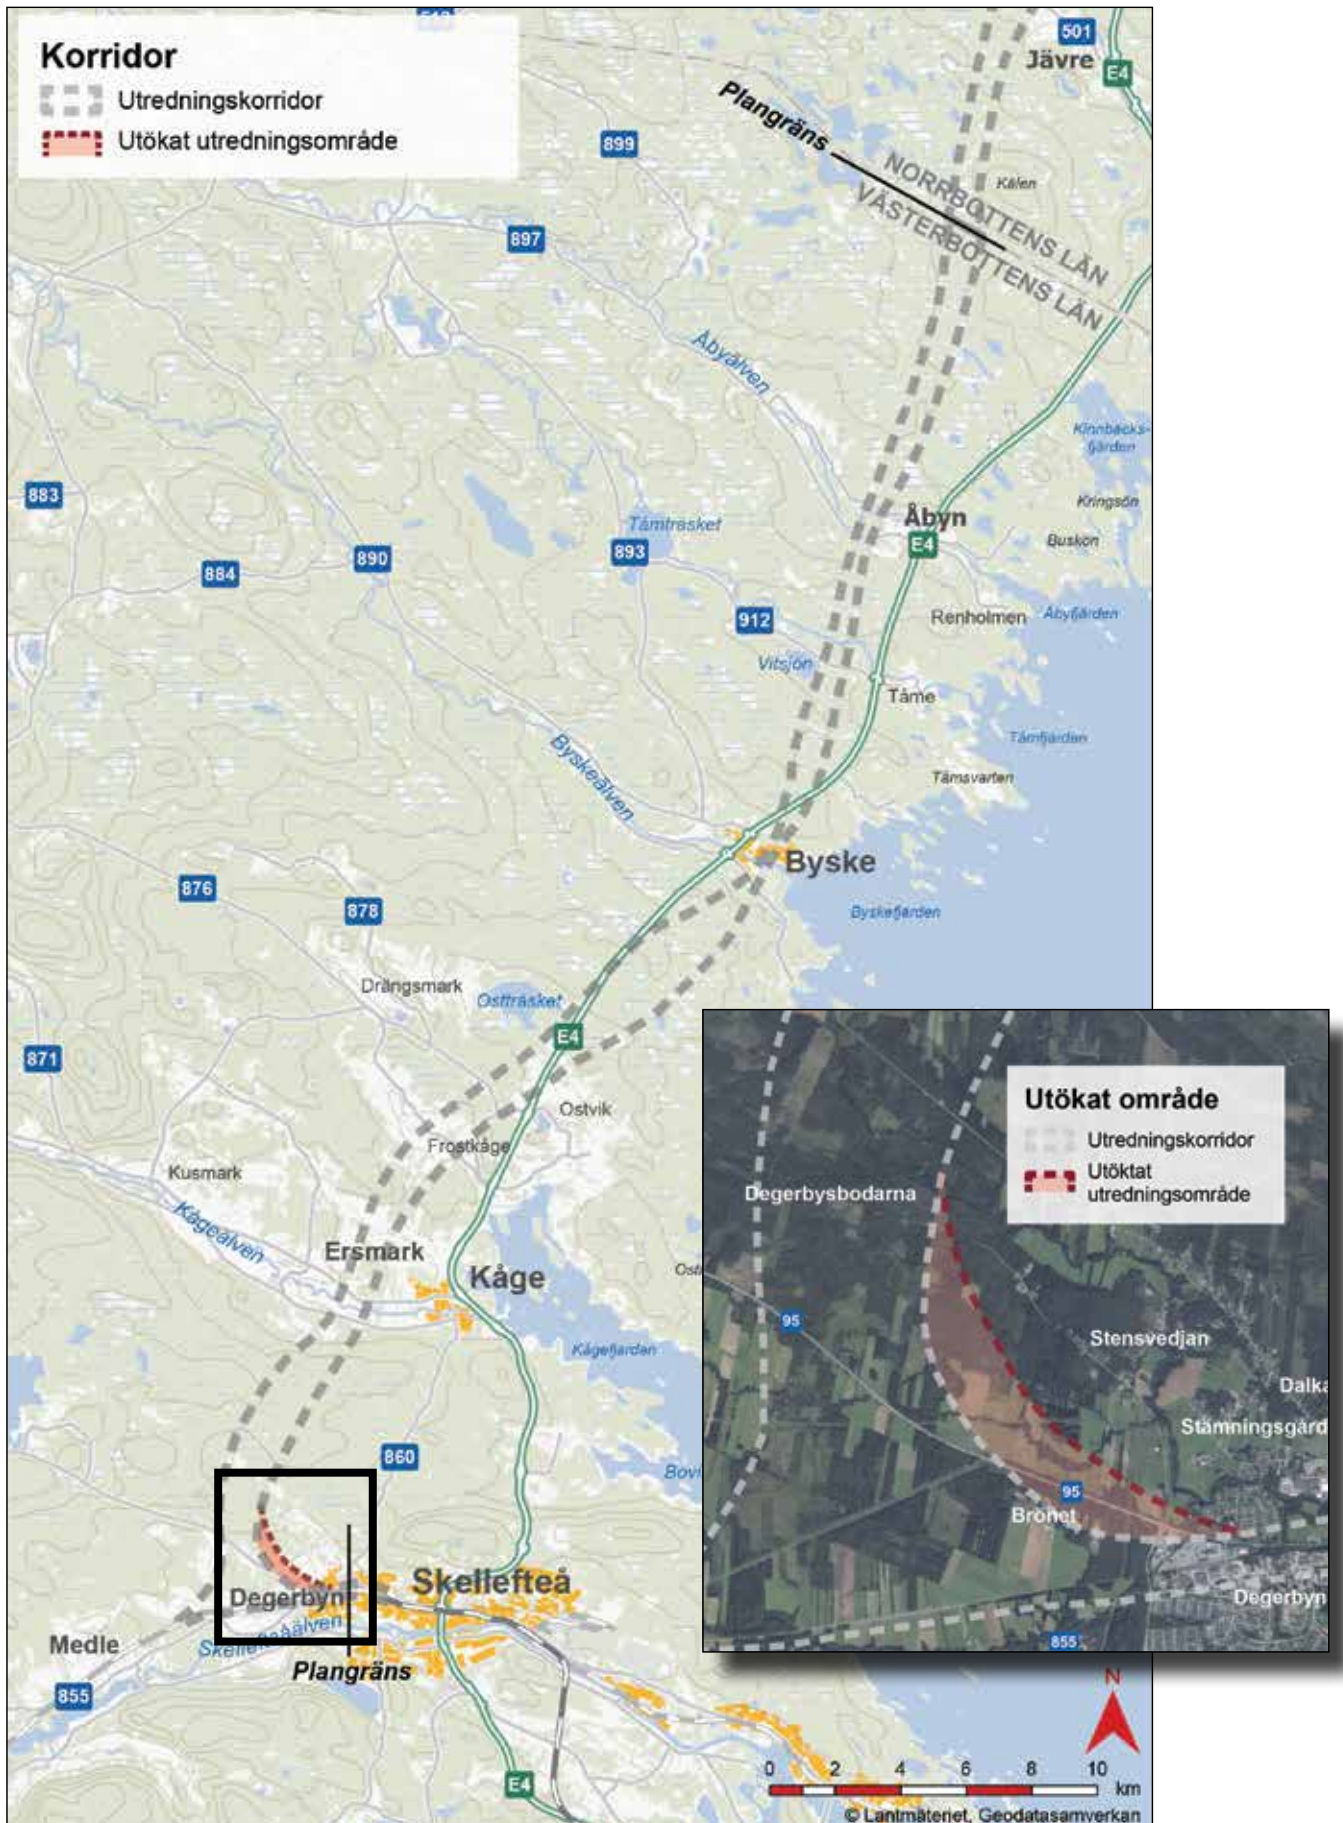 Korridor
Utredningskorridor
Utökat utredningsområde
501
Jävre
E4
Plangräns
899
NORRBOTTENS LÄN
Kålen
VÄSTERBOTTENS LÄN
897
Åbyälven
Kinnbäcks-
fjärden
883
Kringsön
Åbyn
Tåmträsket
E4
Buskön
893
890
884
912
Renholmen
Åbyfjärden
Vitsjön
Tåme
Tåmfjärden
Byskeälven
Tåmsvarten
Byske
876
878
Byskefjärden
Drängsmark
Ostträsket
E4
871
Ostvik
Frostkåge
Kusmark
Kågeälven
Ersmark
Kåge
Kågefjärden
860
Skellefteå
Degerbyn
Medle
Skellefteälven
Plangräns
855
E4
Utökat område
Utredningskorridor
Utöktat
utredningsområde
Degerbysbodarna
95
Stensvedjan
Dalka
Stämningsgård
95
Brönet
Degerbyn
855
N
0 2 4 6 8 10
km
© Lantmäteriet, Geodatasamverkan